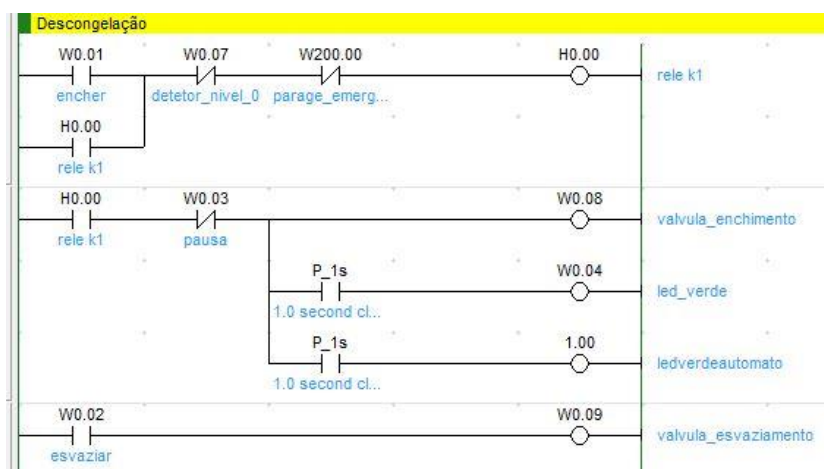 Descongelação
W0.01 W0.07 W200.00 H0.00
encher detetor_nivel_0 parage_emerg... rele k1
H0.00
rele k1
H0.00 W0.03 W0.08
rele k1 pausa valvula_enchimento
P_1s W0.04
1.0 second cl... led_verde
P_1s 1.00
1.0 second cl... ledverdeautomato
W0.02 W0.09
esvaziar valvula_esvaziamento